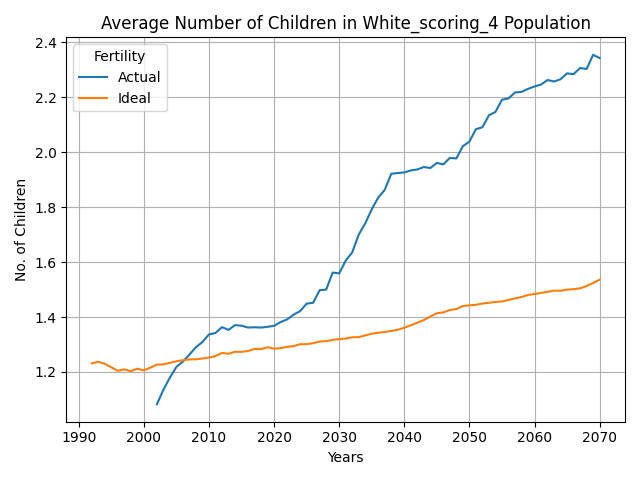 Average Number of Children in White_scoring_4 Population
Fertility
Actual
Ideal
No. of Children
2.4
2.2
2.0
1.8
1.6
1.4
1.2
1990 2000 2010 2020 2030 2040 2050 2060 2070
Years